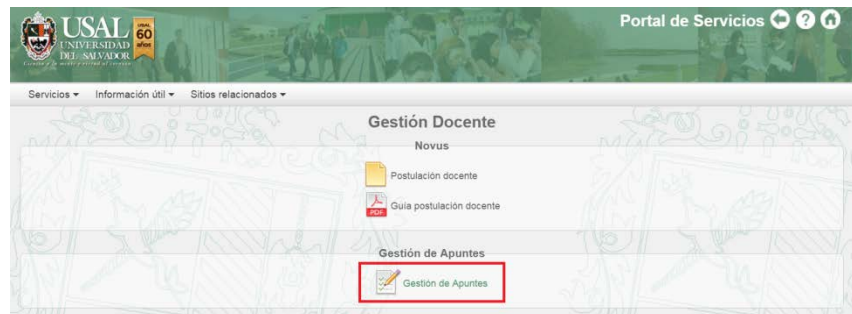 USAL
UNIVERSIDAD
DEL SALVADOR
USAL
60
años
Portal de Servicios
Servicios Información útil Sitios relacionados
Gestión Docente
Novus
Postulación docente
PDF Guía postulación docente
Gestión de Apuntes
Gestión de Apuntes